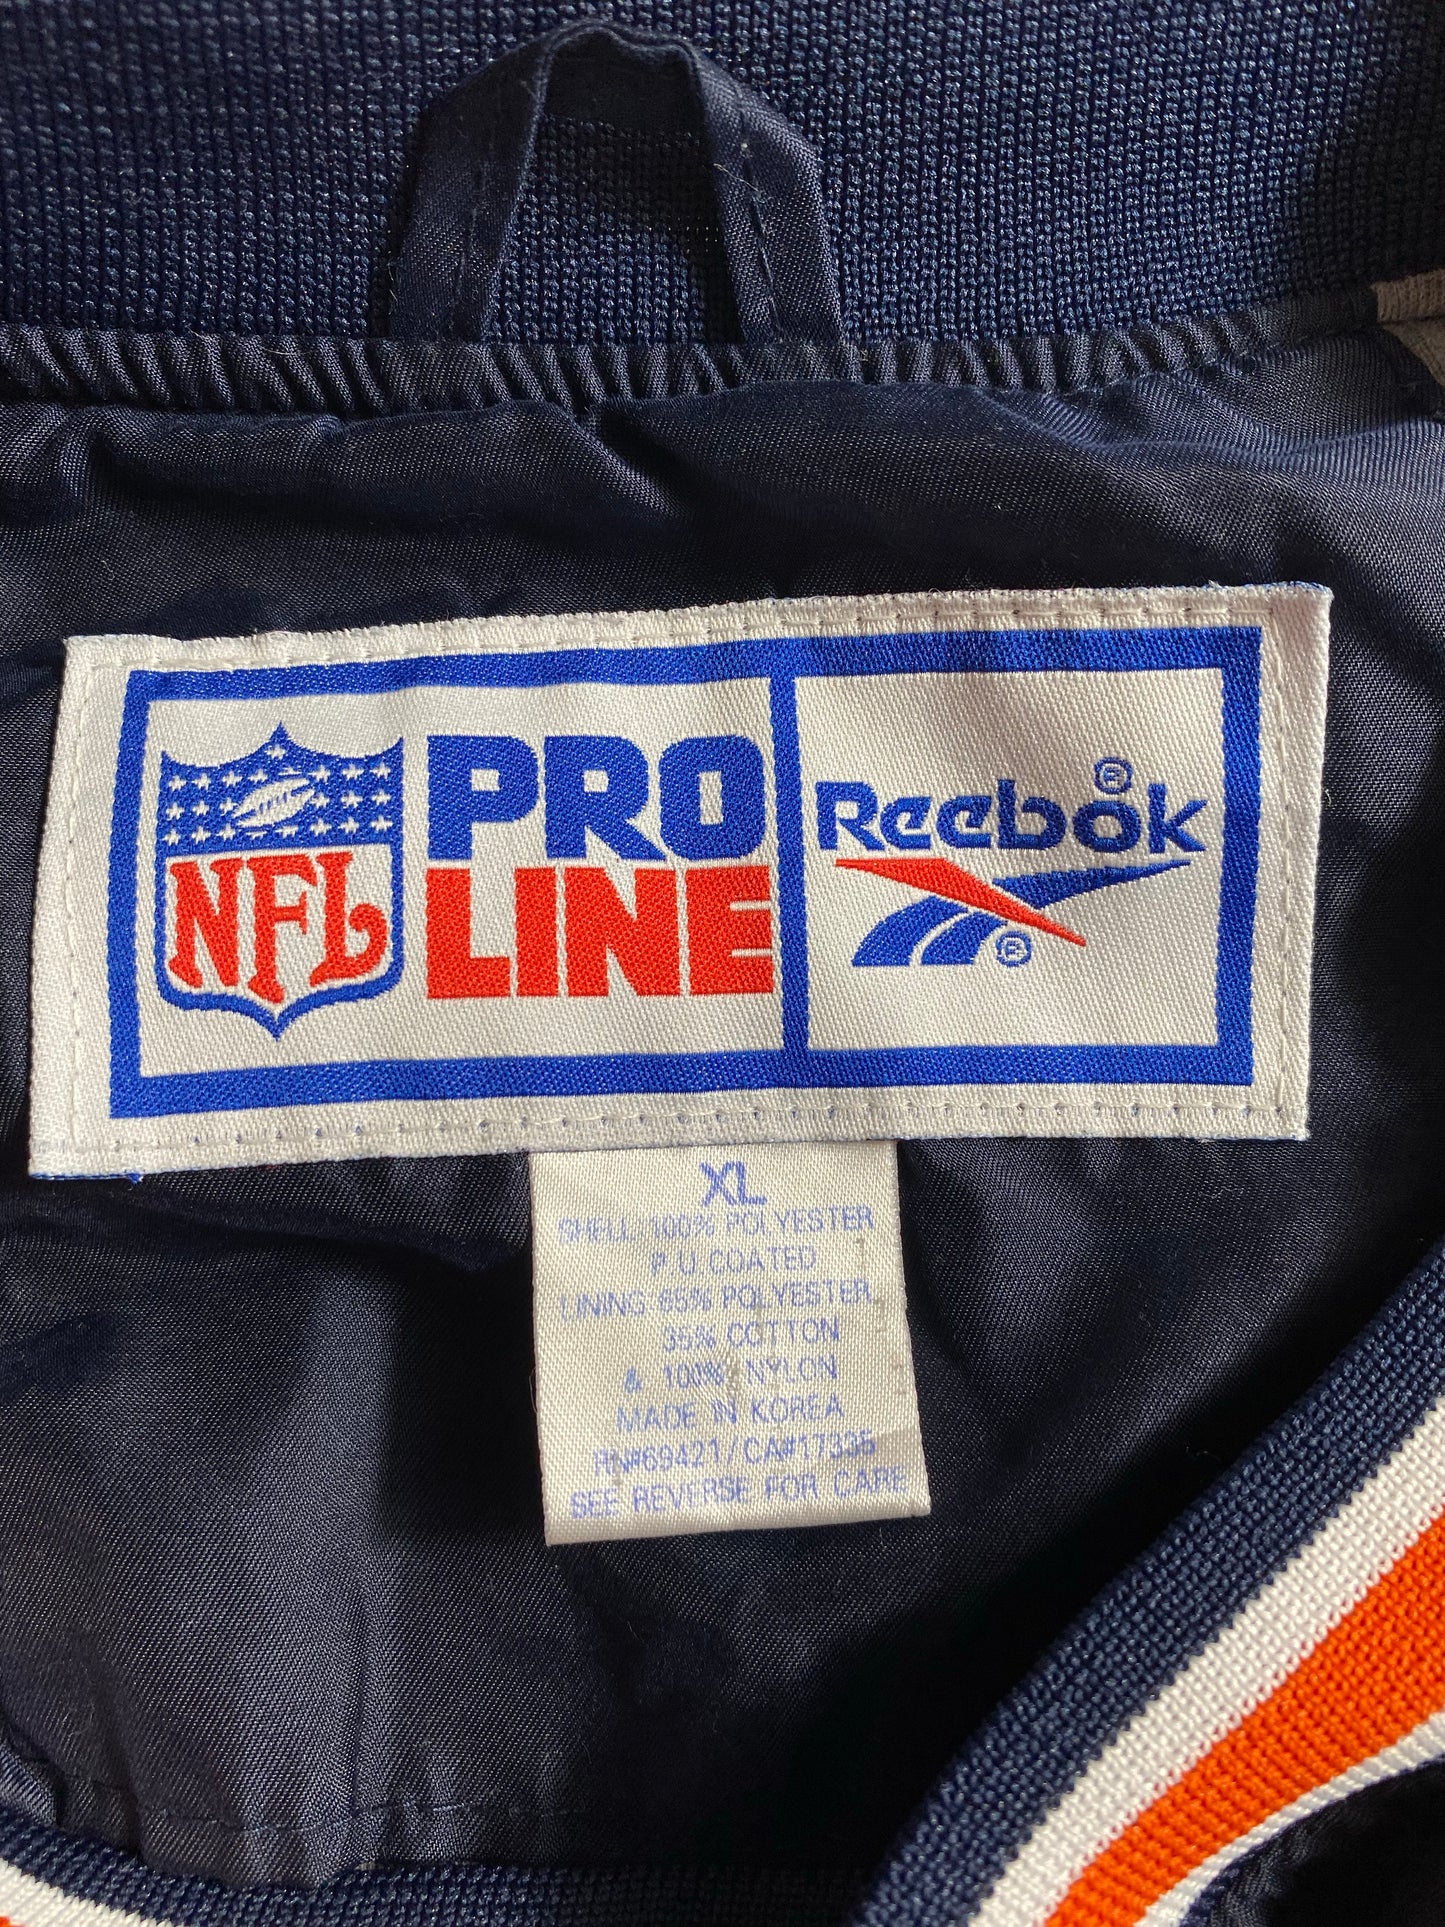 NFL
PRO
LINE
Reebok®
®
XL
SHELL 100% POLYESTER
P U COATED
LINING 65% POLYESTER
35% COTTON
& 100% NYLON
MADE IN KOREA
RN#69421/CA#17335
SEE REVERSE FOR CARE